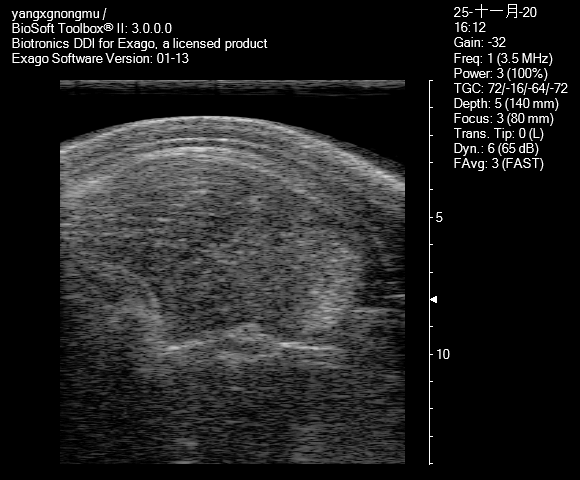 yangxgnongmu /
BioSoft Toolbox® II: 3.0.0.0
Biotronics DDI for Exago, a licensed product
Exago Software Version: 01-13
25-十一月-20
16:12
Gain: -32
Freq: 1 (3.5 MHz)
Power: 3 (100%)
TGC: 72/-16/-64/-72
Depth: 5 (140 mm)
Focus: 3 (80 mm)
Trans. Tip: 0 (L)
Dyn.: 6 (65 dB)
FAvg: 3 (FAST)
5
10